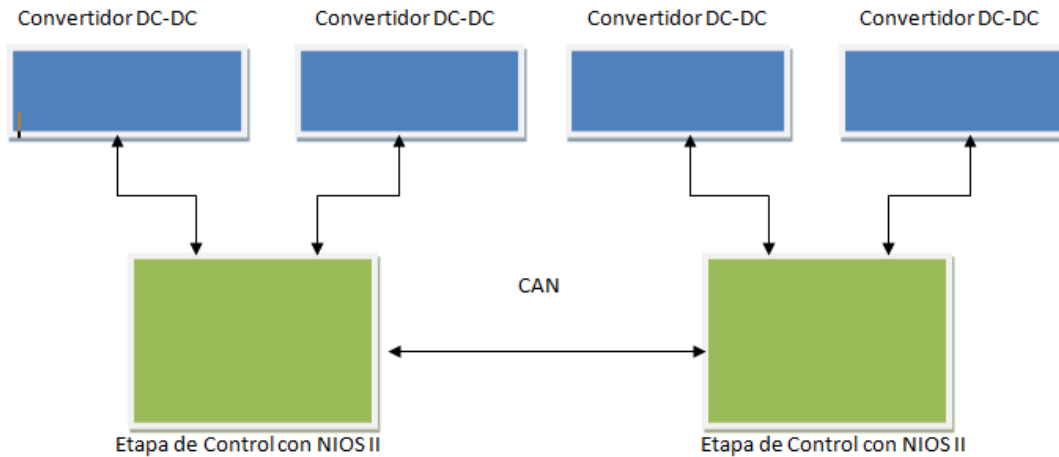 Convertidor DC-DC
Convertidor DC-DC
Convertidor DC-DC
Convertidor DC-DC
CAN
Etapa de Control con NIOS II
Etapa de Control con NIOS II